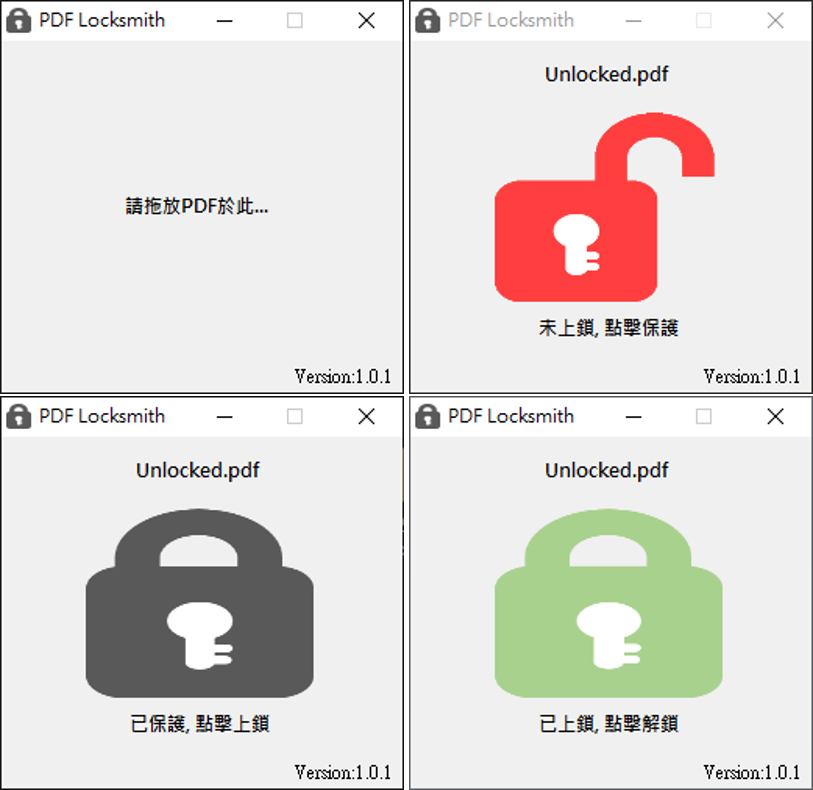 PDF Locksmith
請拖放PDF於此...
Version:1.0.1
PDF Locksmith
Unlocked.pdf
未上鎖, 點擊保護
Version:1.0.1
PDF Locksmith
Unlocked.pdf
已保護, 點擊上鎖
Version:1.0.1
PDF Locksmith
Unlocked.pdf
已上鎖, 點擊解鎖
Version:1.0.1